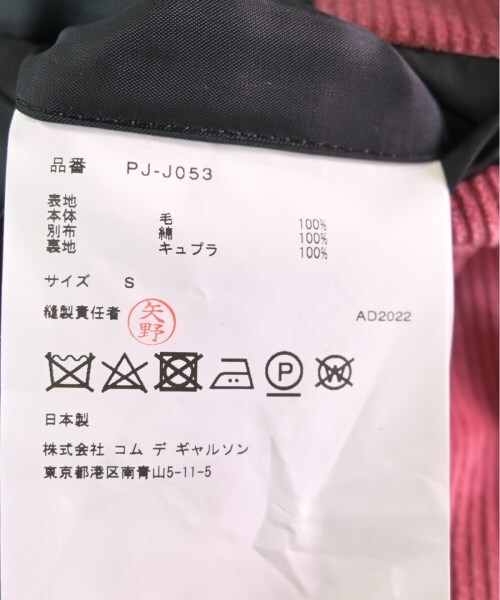 品番 PJ-J053
表地
本体 毛 100%
別布 綿 100%
裏地 キュプラ 100%
サイズ S
縫製責任者 矢野 AD2022
P W
日本製
株式会社 コム デ ギャルソン
東京都港区南青山5-11-5